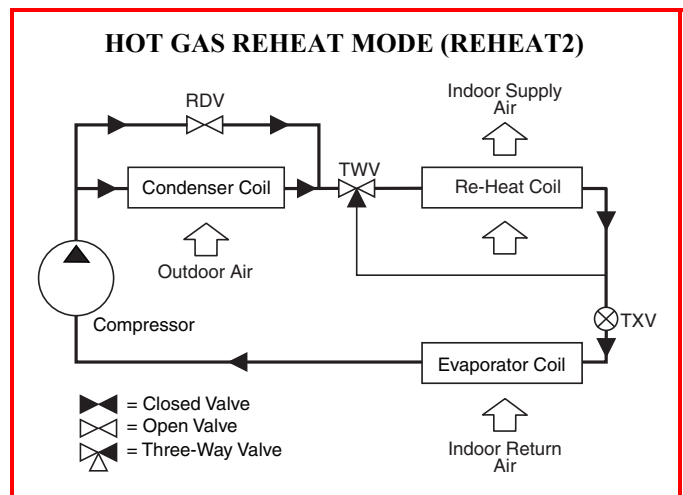 HOT GAS REHEAT MODE (REHEAT2)
RDV
Indoor Supply
Air
TWV
Condenser Coil
Re-Heat Coil
Outdoor Air
Compressor
TXV
Evaporator Coil
= Closed Valve
= Open Valve
= Three-Way Valve
Indoor Return
Air